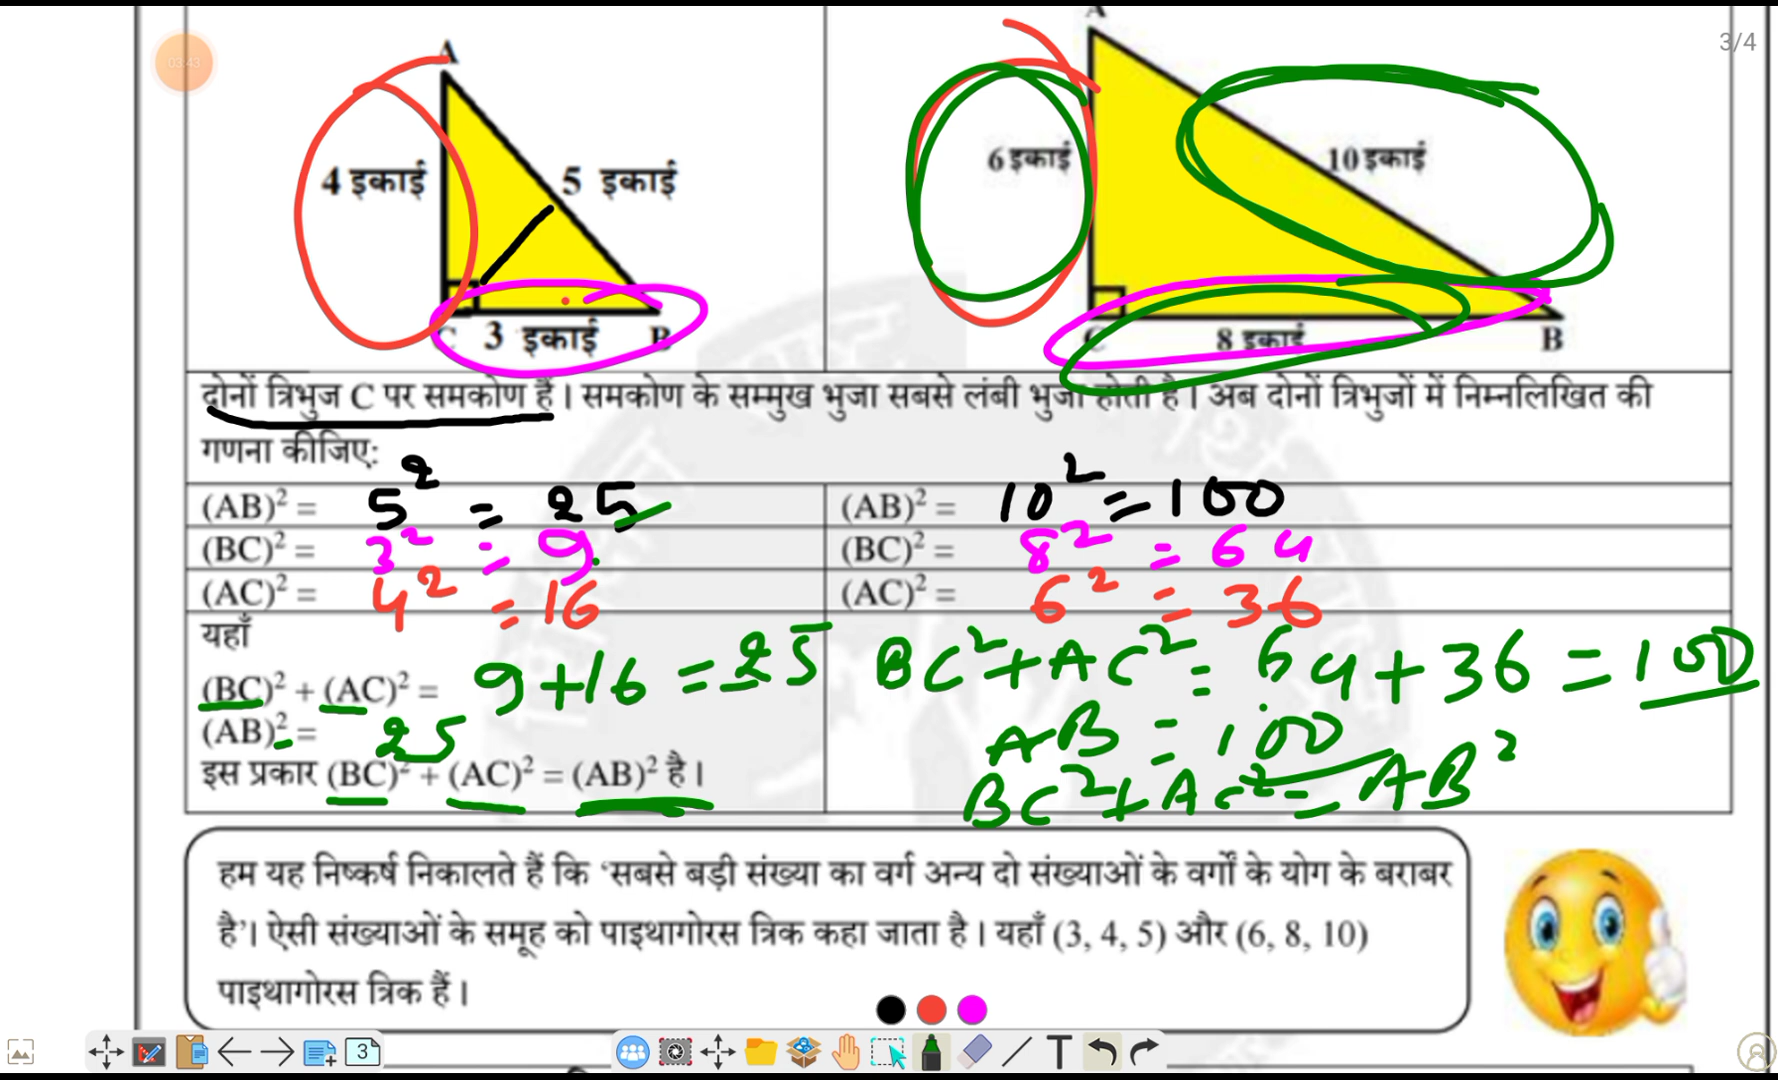 03:43
3/4
A
4 इकाई
5 इकाई
C
3 इकाई
B
A
6 इकाई
10 इकाई
C
8 इकाई
B
दोनों त्रिभुज C पर समकोण हैं। समकोण के सम्मुख भुजा सबसे लंबी भुजा होती है। अब दोनों त्रिभुजों में निम्नलिखित की
गणना कीजिए:
(AB)² = 5² = 25
(BC)² = 3² = 9
(AC)² = 4² = 16
यहाँ
(BC)² + (AC)² = 9+16 = 25
(AB)² = 25
इस प्रकार (BC)² + (AC)² = (AB)² है।
(AB)² = 10² = 100
(BC)² = 8² = 64
(AC)² = 6² = 36
BC²+AC² = 64+36 = 100
AB = 100
BC²+AC² = AB²
हम यह निष्कर्ष निकालते हैं कि ‘सबसे बड़ी संख्या का वर्ग अन्य दो संख्याओं के वर्गों के योग के बराबर
है’। ऐसी संख्याओं के समूह को पाइथागोरस त्रिक कहा जाता है। यहाँ (3, 4, 5) और (6, 8, 10)
पाइथागोरस त्रिक हैं।
3
T